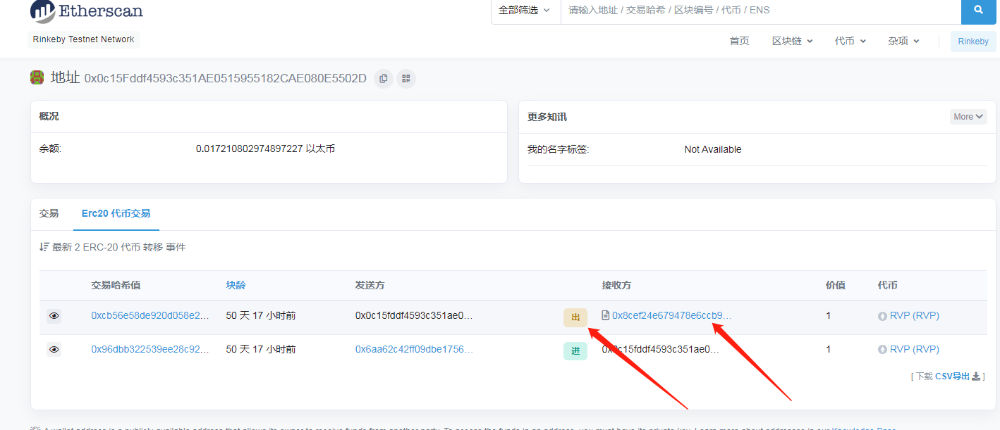 Etherscan
全部筛选
请输入地址 / 交易哈希 / 区块编号 / 代币 / ENS
Rinkeby Testnet Network
首页 区块链 代币 杂项 Rinkeby
地址 0x0c15Fddf4593c351AE0515955182CAE080E5502D
概况
更多知讯
More
余额:
0.017210802974897227 以太币
我的名字标签:
Not Available
交易 Erc20 代币交易
最新 2 ERC-20 代币 转移 事件
交易哈希值 块龄 发送方 接收方 价值 代币
0xcb56e58de920d058e2... 50 天 17 小时前 0x0c15fddf4593c351ae0... 出 0x8cef24e679478e6ccb9... 1 RVP (RVP)
0x96dbb322539ee28c92... 50 天 17 小时前 0x6aa62c42ff09dbe1756... 进 0x0c15fddf4593c351ae0... 1 RVP (RVP)
[ 下载 CSV导出 ]
A wallet address is a publicly available address that allows its owner to receive funds from another party. To access the funds in an address, you must have its private key. Learn more about addresses in our Knowledge Base